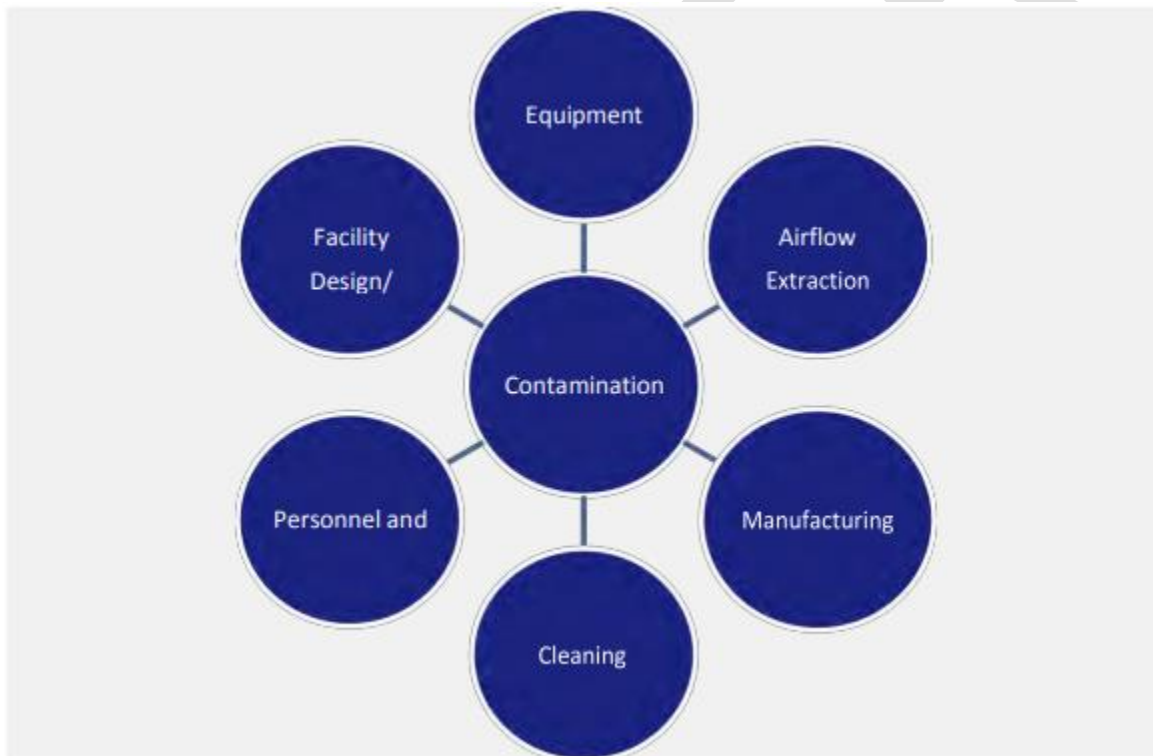 Equipment
Facility
Design/
Airflow
Extraction
Contamination
Personnel and
Manufacturing
Cleaning